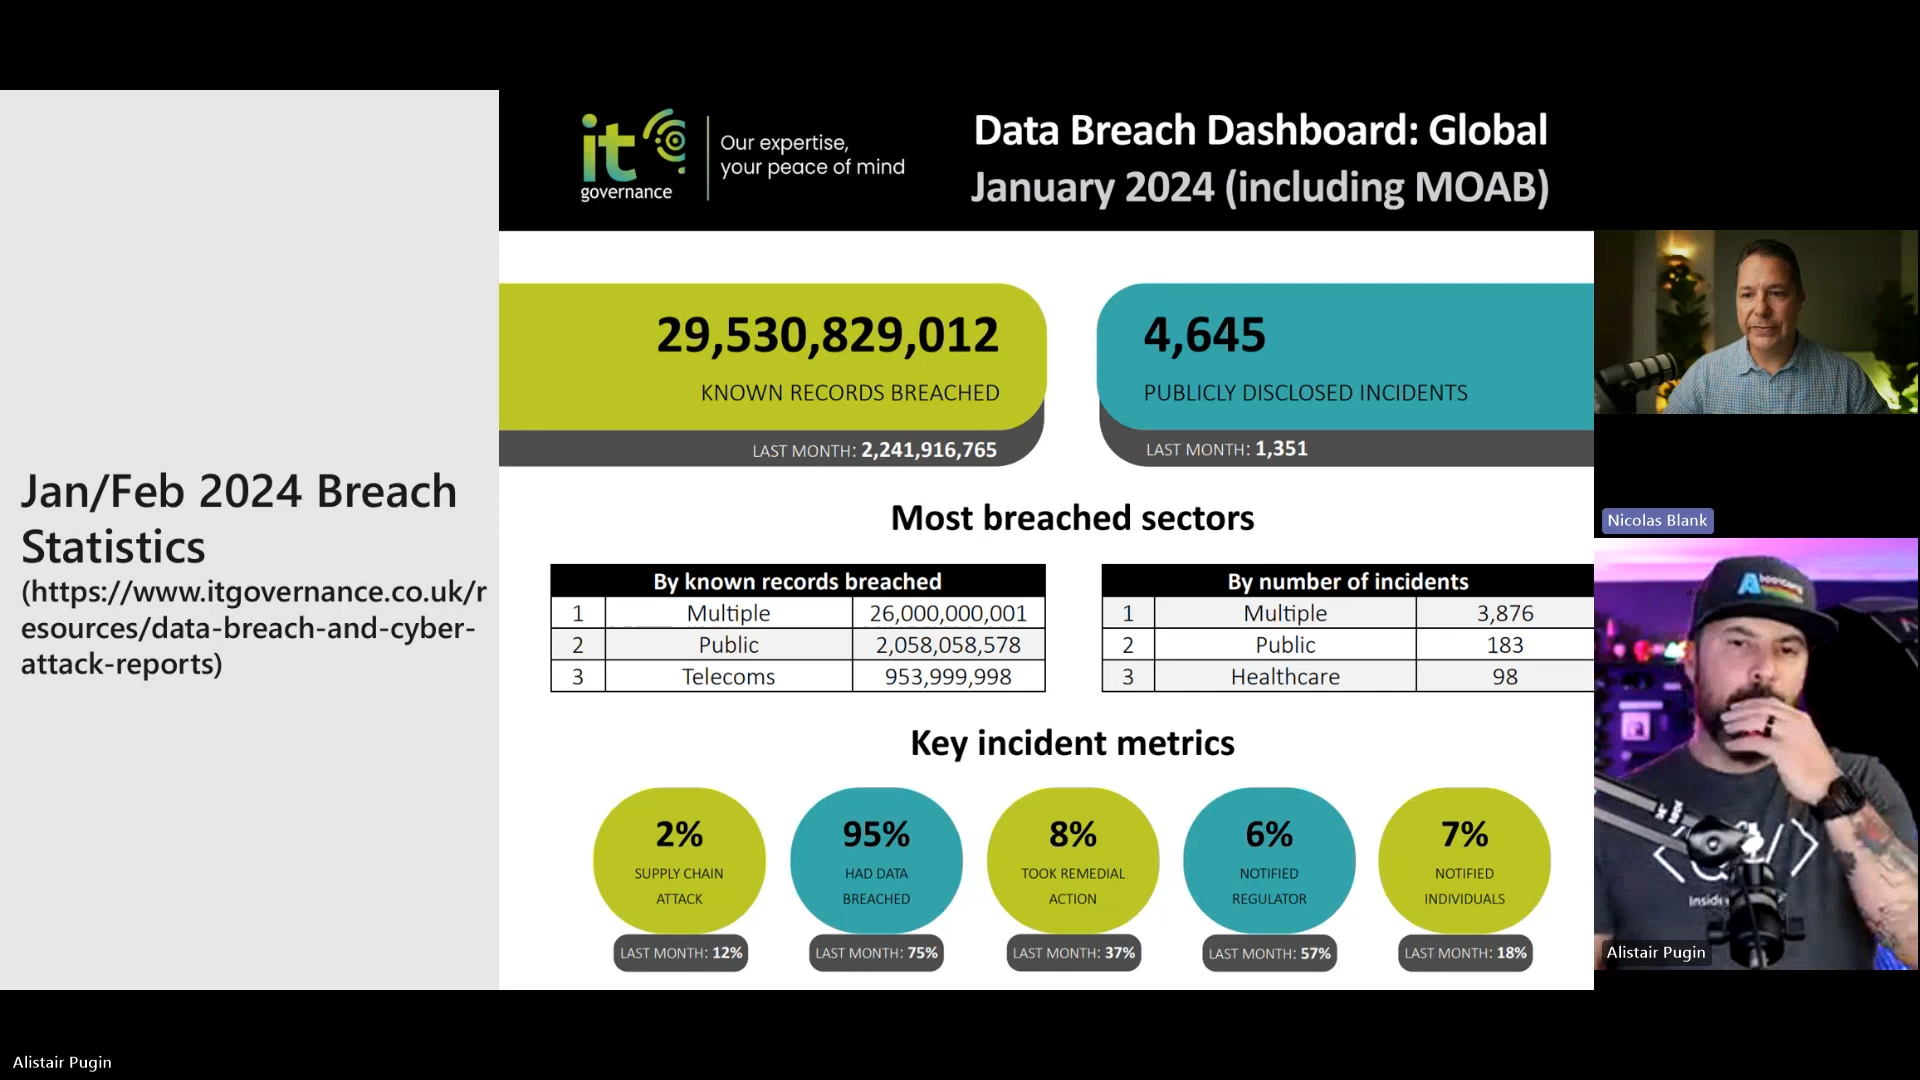 Jan/Feb 2024 Breach
Statistics
(https://www.itgovernance.co.uk/r
esources/data-breach-and-cyber-
attack-reports)
it
governance
Our expertise,
your peace of mind
Data Breach Dashboard: Global
January 2024 (including MOAB)
29,530,829,012
KNOWN RECORDS BREACHED
LAST MONTH: 2,241,916,765
4,645
PUBLICLY DISCLOSED INCIDENTS
LAST MONTH: 1,351
Most breached sectors
By known records breached
1 Multiple 26,000,000,001
2 Public 2,058,058,578
3 Telecoms 953,999,998
By number of incidents
1 Multiple 3,876
2 Public 183
3 Healthcare 98
Key incident metrics
2%
SUPPLY CHAIN
ATTACK
LAST MONTH: 12%
95%
HAD DATA
BREACHED
LAST MONTH: 75%
8%
TOOK REMEDIAL
ACTION
LAST MONTH: 37%
6%
NOTIFIED
REGULATOR
LAST MONTH: 57%
7%
NOTIFIED
INDIVIDUALS
LAST MONTH: 18%
Nicolas Blank
Alistair Pugin
Alistair Pugin